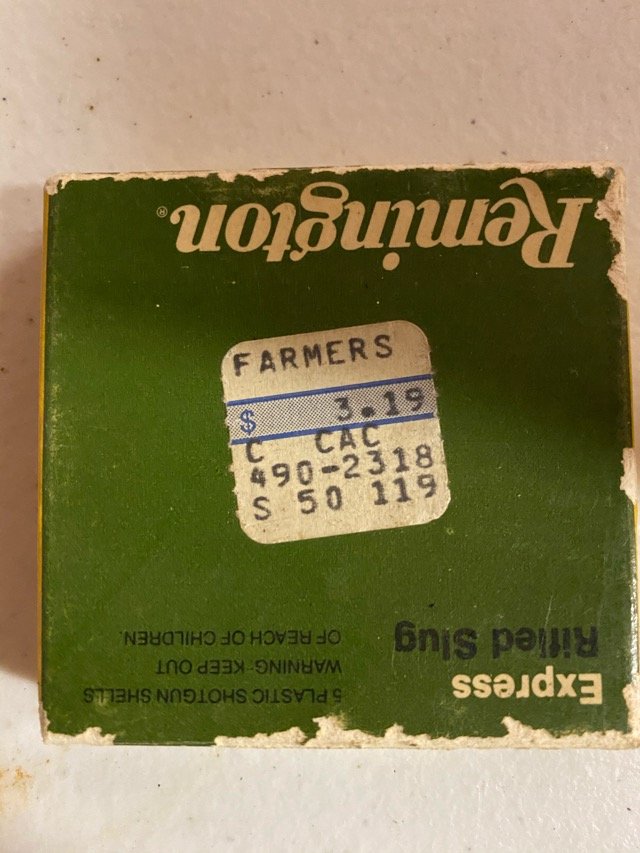 Remington®
FARMERS
$ 3.19
C CAC
490-2318
S 50 119
Express
Rifled Slug
5 PLASTIC SHOTGUN SHELLS
WARNING-KEEP OUT
OF REACH OF CHILDREN.